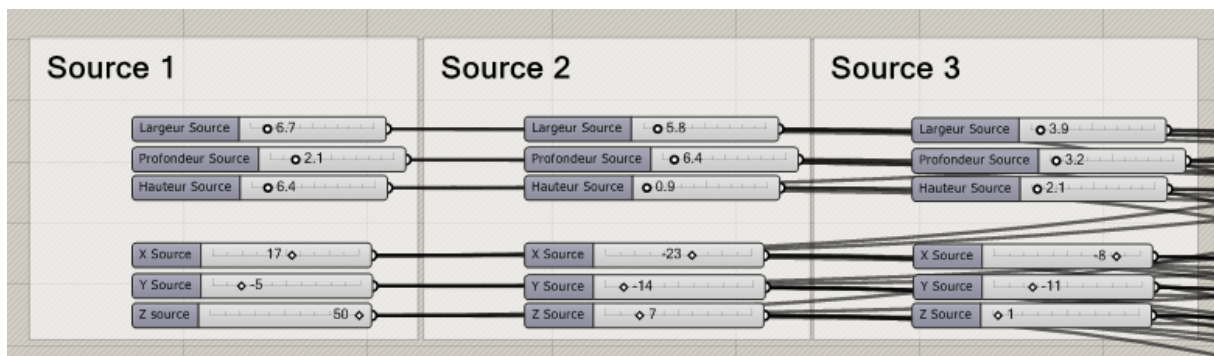 Source 1
Largeur Source 6.7
Profondeur Source 2.1
Hauteur Source 6.4
X Source 17
Y Source -5
Z source 50
Source 2
Largeur Source 5.8
Profondeur Source 6.4
Hauteur Source 0.9
X Source -23
Y Source -14
Z Source 7
Source 3
Largeur Source 3.9
Profondeur Source 3.2
Hauteur Source 2.1
X Source -8
Y Source -11
Z Source 1